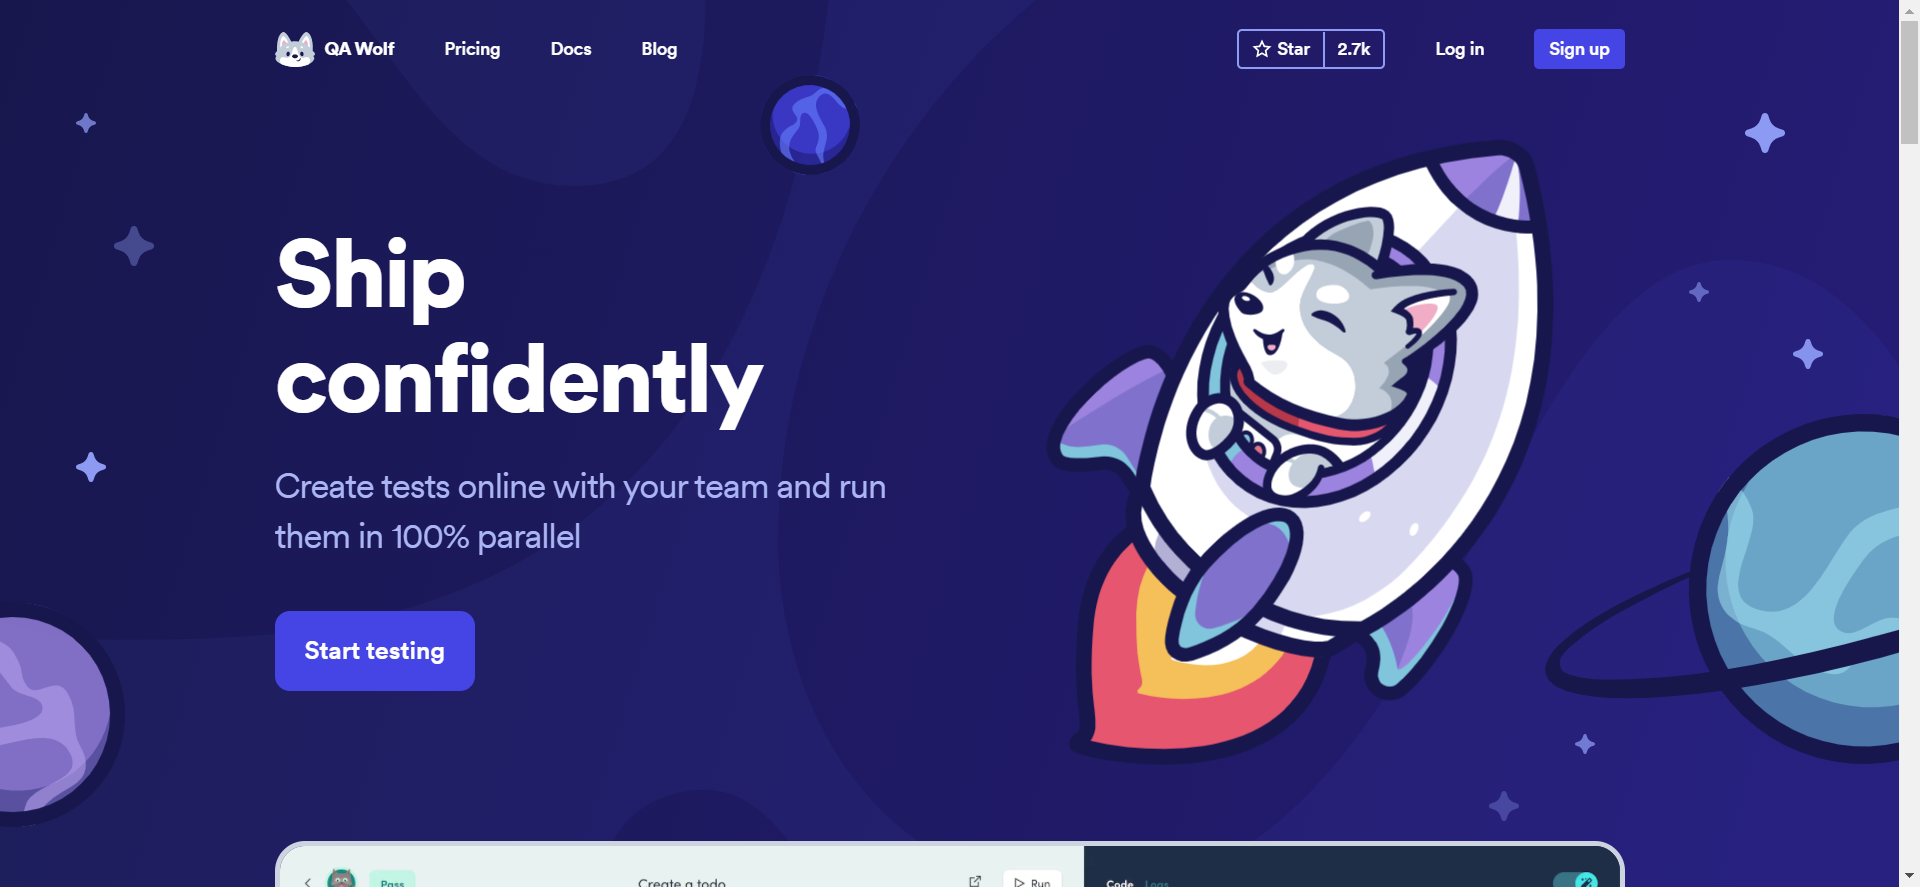 QA Wolf Pricing Docs Blog Star 2.7k Log in Sign up
Ship
confidently
Create tests online with your team and run
them in 100% parallel
Start testing
Pass Create a todo Run Code Logs